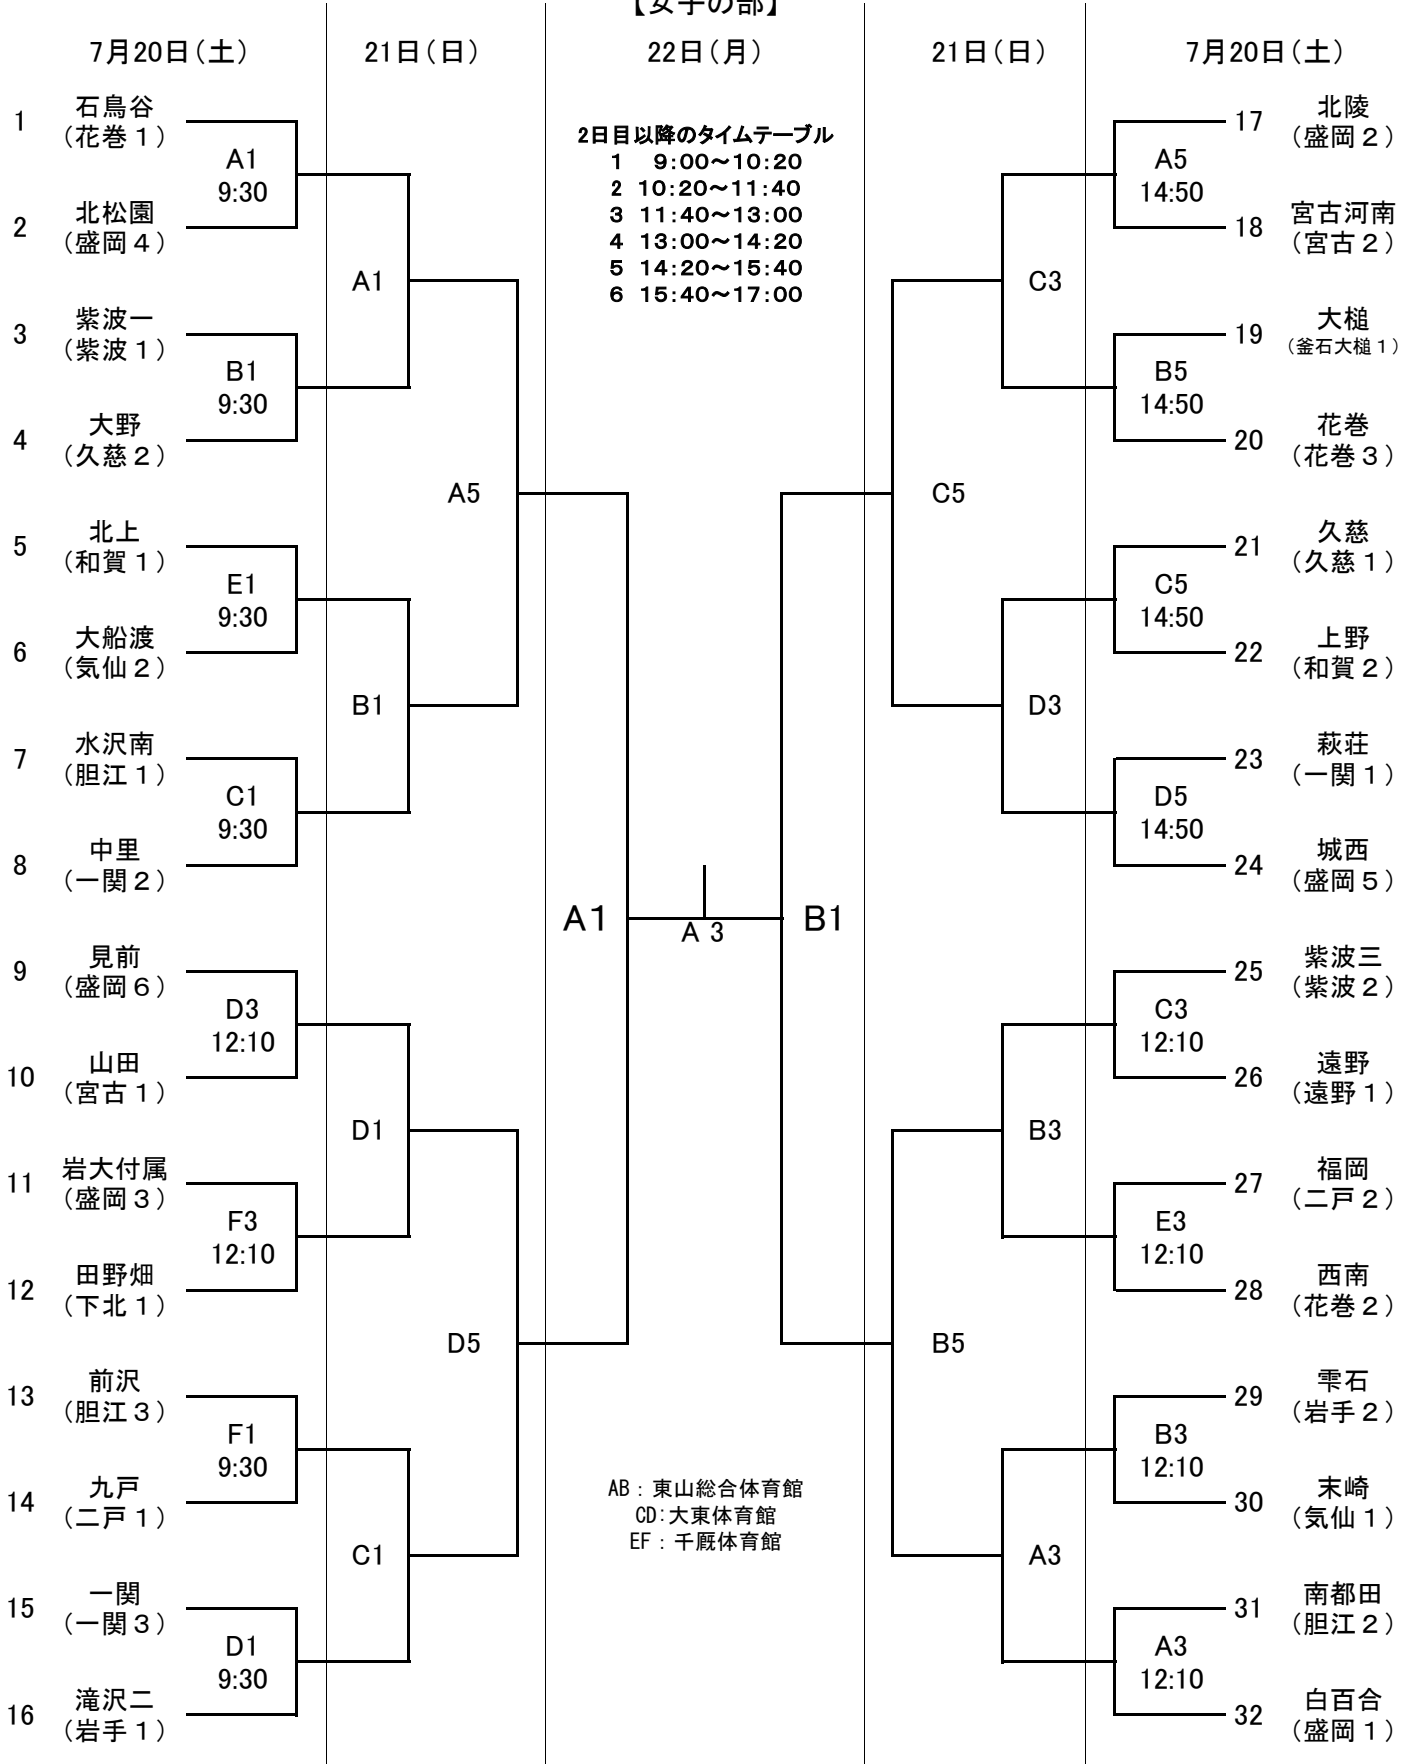 【女子の部】
7月20日(土)
21日(日)
22日(月)
21日(日)
7月20日(土)
1
石鳥谷
(花巻1)
A1
9:30
2
北松園
(盛岡4)
A1
3
紫波一
(紫波1)
B1
9:30
4
大野
(久慈2)
A5
5
北上
(和賀1)
E1
9:30
6
大船渡
(気仙2)
B1
7
水沢南
(胆江1)
C1
9:30
8
中里
(一関2)
9
見前
(盛岡6)
D3
12:10
10
山田
(宮古1)
D1
11
岩大付属
(盛岡3)
F3
12:10
12
田野畑
(下北1)
D5
13
前沢
(胆江3)
F1
9:30
14
九戸
(二戸1)
C1
15
一関
(一関3)
D1
9:30
16
滝沢二
(岩手1)
2日目以降のタイムテーブル
1 9:00~10:20
2 10:20~11:40
3 11:40~13:00
4 13:00~14:20
5 14:20~15:40
6 15:40~17:00
A1
A 3
B1
AB:東山総合体育館
CD:大東体育館
EF:千厩体育館
17
北陵
(盛岡2)
A5
14:50
18
宮古河南
(宮古2)
C3
19
大槌
(釜石大槌1)
B5
14:50
20
花巻
(花巻3)
C5
21
久慈
(久慈1)
C5
14:50
22
上野
(和賀2)
D3
23
萩荘
(一関1)
D5
14:50
24
城西
(盛岡5)
25
紫波三
(紫波2)
C3
12:10
26
遠野
(遠野1)
B3
27
福岡
(二戸2)
E3
12:10
28
西南
(花巻2)
B5
29
雫石
(岩手2)
B3
12:10
30
末崎
(気仙1)
A3
31
南都田
(胆江2)
A3
12:10
32
白百合
(盛岡1)